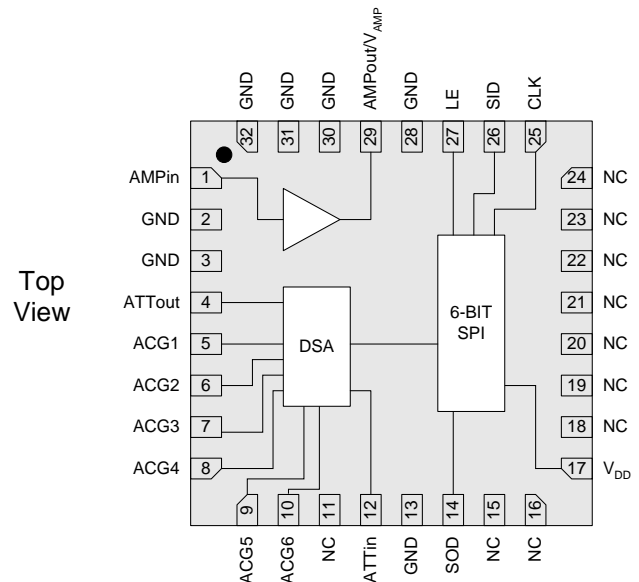 GND
GND
GND
AMPout/V_AMP
GND
LE
SID
CLK
32
31
30
29
28
27
26
25
AMPin
1
GND
2
GND
3
ATTout
4
ACG1
5
ACG2
6
ACG3
7
ACG4
8
Top
View
DSA
6-BIT
SPI
24
NC
23
NC
22
NC
21
NC
20
NC
19
NC
18
NC
17
V_DD
9
10
11
12
13
14
15
16
ACG5
ACG6
NC
ATTin
GND
SOD
NC
NC